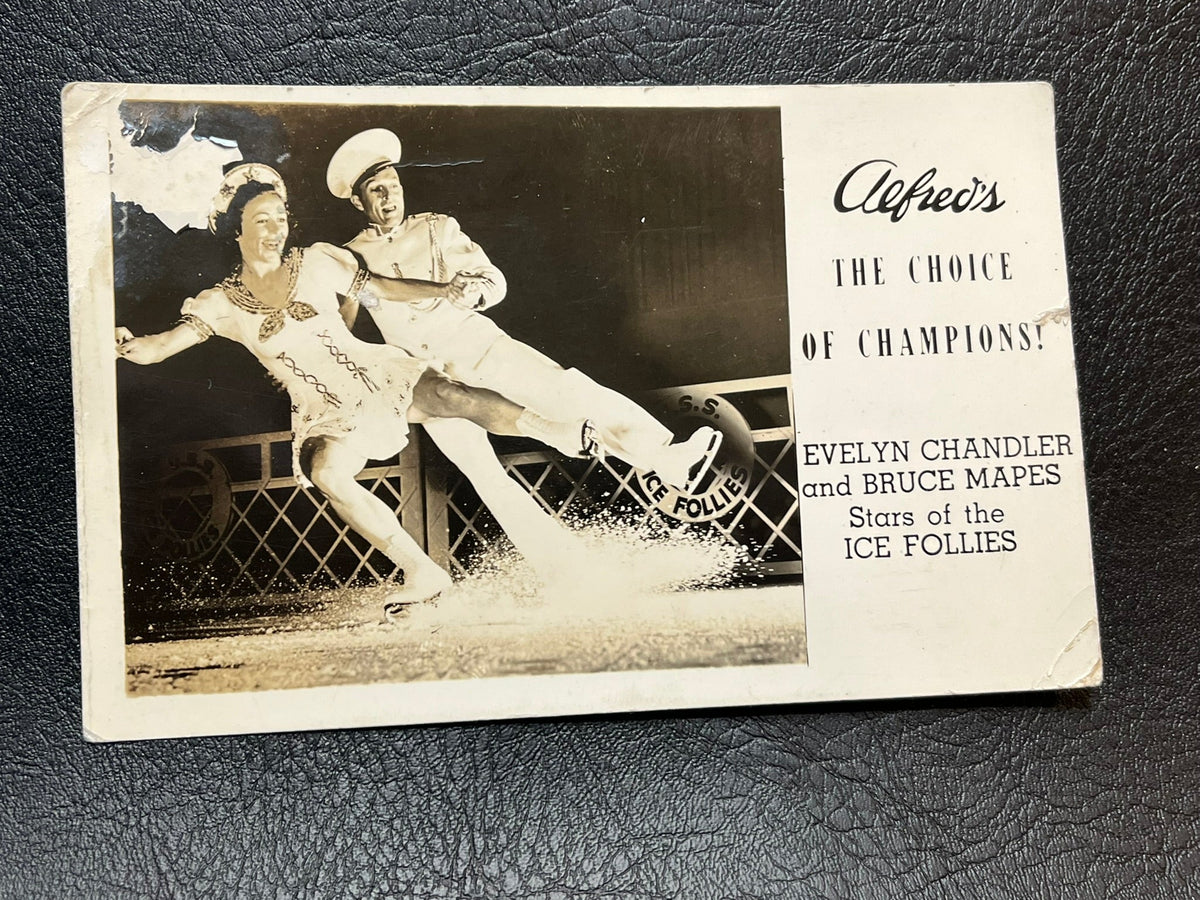 Alfred's
THE CHOICE
OF CHAMPIONS!
EVELYN CHANDLER
and BRUCE MAPES
Stars of the
ICE FOLLIES
S.S.
ICE FOLLIES